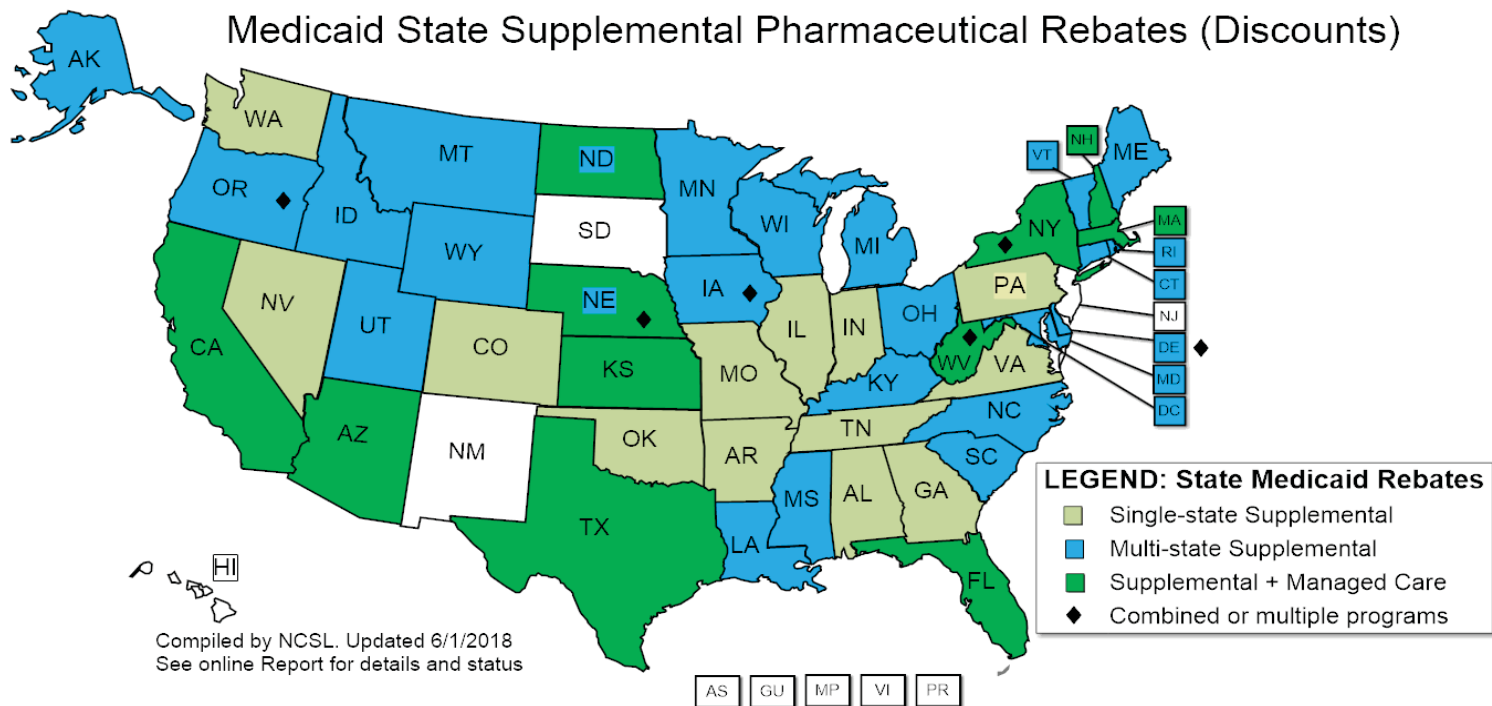 Medicaid State Supplemental Pharmaceutical Rebates (Discounts)
AK
WA
MT
ND
MN
ME
VT
NH
OR
ID
SD
WI
MI
NY
MA
WY
RI
IA
PA
CT
NE
NV
UT
IL
IN
OH
NJ
CO
DE
CA
KS
MO
WV
VA
MD
KY
DC
NC
TN
AZ
NM
OK
AR
SC
MS
AL
GA
TX
LA
FL
HI
LEGEND: State Medicaid Rebates
Single-state Supplemental
Multi-state Supplemental
Supplemental + Managed Care
Combined or multiple programs
Compiled by NCSL. Updated 6/1/2018
See online Report for details and status
AS GU MP VI PR